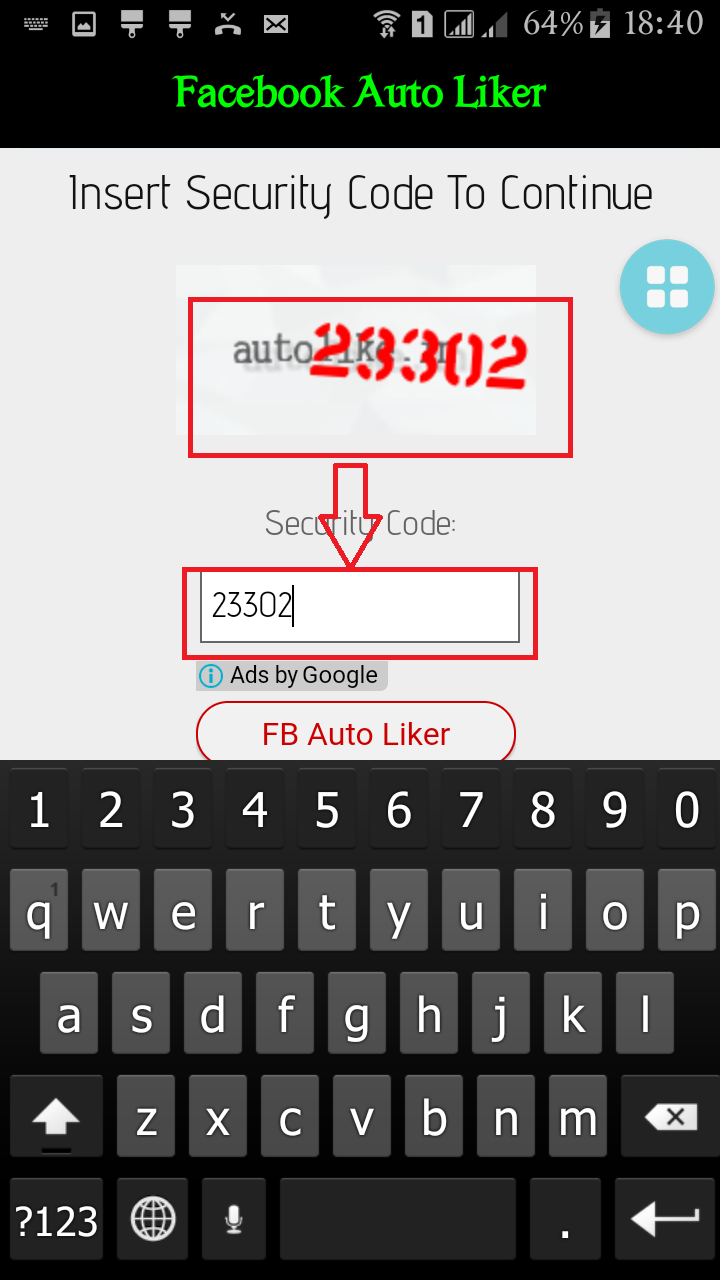 64% 18:40
Facebook Auto Liker
Insert Security Code To Continue
autolike.in 23302
Security Code:
23302
Ads by Google
FB Auto Liker
1 2 3 4 5 6 7 8 9 0
q 1 w e r t y u i o p
a s d f g h j k l
z x c v b n m
?123 .